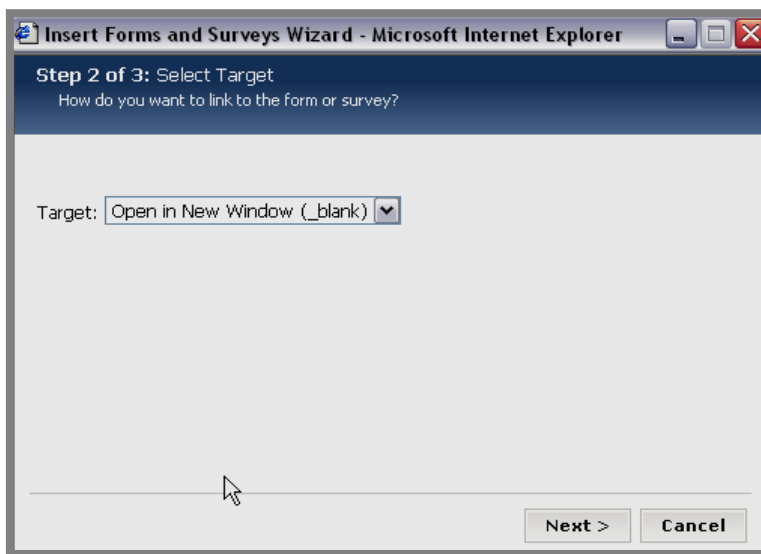 Insert Forms and Surveys Wizard - Microsoft Internet Explorer
Step 2 of 3: Select Target
How do you want to link to the form or survey?
Target: Open in New Window (_blank)
Next > Cancel